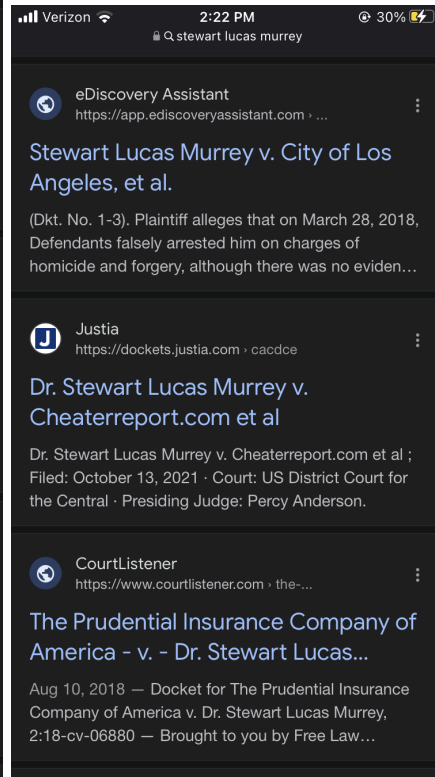 Verizon 2:22 PM 30%
stewart lucas murrey
eDiscovery Assistant
https://app.ediscoveryassistant.com › ...
Stewart Lucas Murrey v. City of Los
Angeles, et al.
(Dkt. No. 1-3). Plaintiff alleges that on March 28, 2018,
Defendants falsely arrested him on charges of
homicide and forgery, although there was no eviden...
J
Justia
https://dockets.justia.com › cacdce
Dr. Stewart Lucas Murrey v.
Cheaterreport.com et al
Dr. Stewart Lucas Murrey v. Cheaterreport.com et al ;
Filed: October 13, 2021 · Court: US District Court for
the Central · Presiding Judge: Percy Anderson.
CourtListener
https://www.courtlistener.com › the-...
The Prudential Insurance Company of
America - v. - Dr. Stewart Lucas...
Aug 10, 2018 — Docket for The Prudential Insurance
Company of America v. Dr. Stewart Lucas Murrey,
2:18-cv-06880 — Brought to you by Free Law...